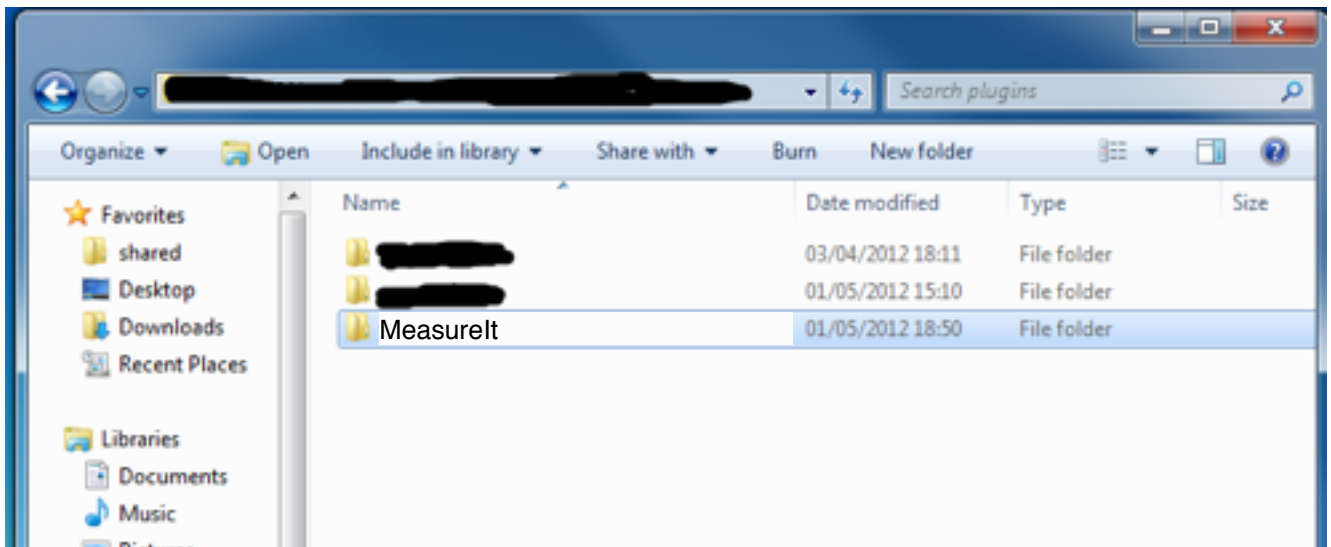 Search plugins
Organize Open Include in library Share with Burn New folder
Name Date modified Type Size
Favorites
shared 03/04/2012 18:11 File folder
Desktop 01/05/2012 15:10 File folder
Downloads MeasureIt 01/05/2012 18:50 File folder
Recent Places
Libraries
Documents
Music
Pictures